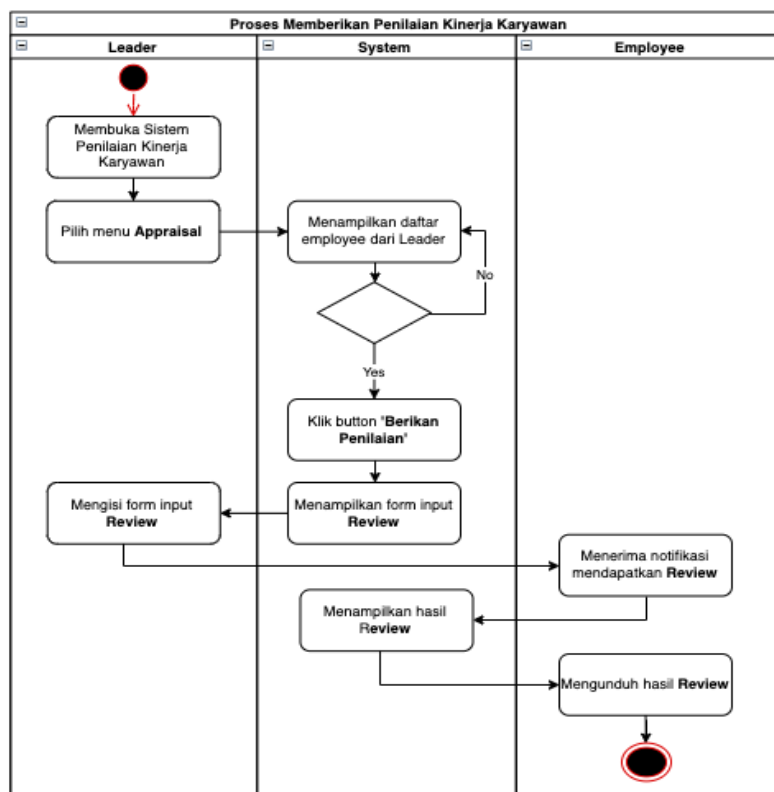 Proses Memberikan Penilaian Kinerja Karyawan
Leader
System
Employee
Membuka Sistem
Penilaian Kinerja
Karyawan
Pilih menu Appraisal
Menampilkan daftar
employee dari Leader
No
Yes
Klik button "Berikan
Penilaian"
Menampilkan form input
Review
Mengisi form input
Review
Menerima notifikasi
mendapatkan Review
Menampilkan hasil
Review
Mengunduh hasil Review